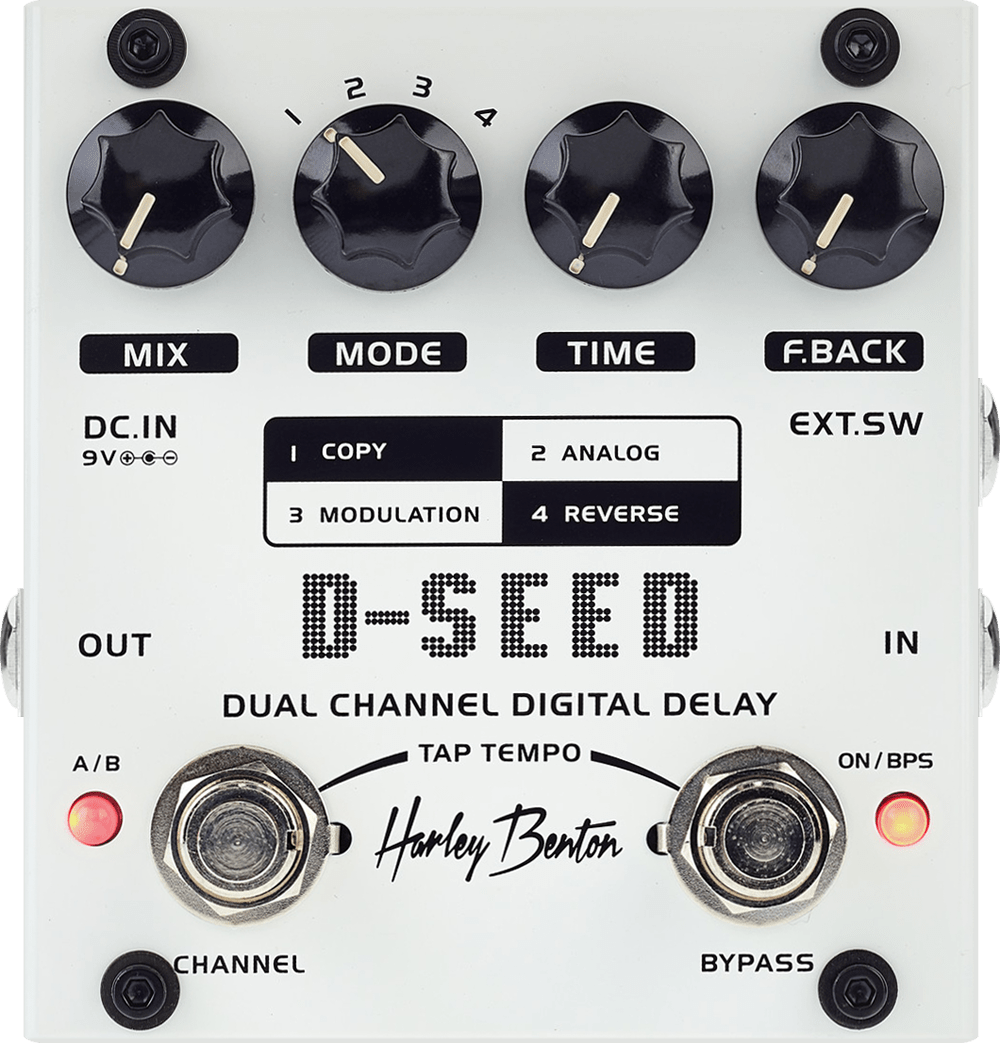 1 2 3 4
MIX MODE TIME F.BACK
DC.IN
9V
EXT.SW
1 COPY 2 ANALOG
3 MODULATION 4 REVERSE
D-SEED
OUT IN
DUAL CHANNEL DIGITAL DELAY
TAP TEMPO
A/B ON/BPS
Harley Benton
CHANNEL BYPASS